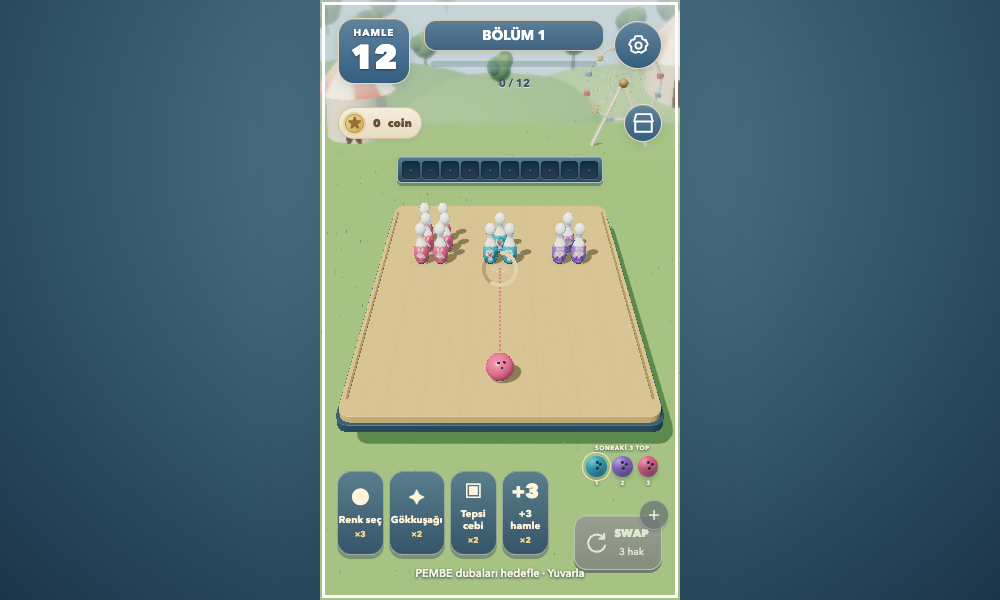 HAMLE
12
BÖLÜM 1
0 / 12
0 coin
SONRAKİ 3 TOP
1 2 3
Renk seç
×3
Gökkuşağı
×2
Tepsi
cebi
×2
+3
+3
hamle
×2
+
SWAP
3 hak
PEMBE dubaları hedefle · Yuvarla